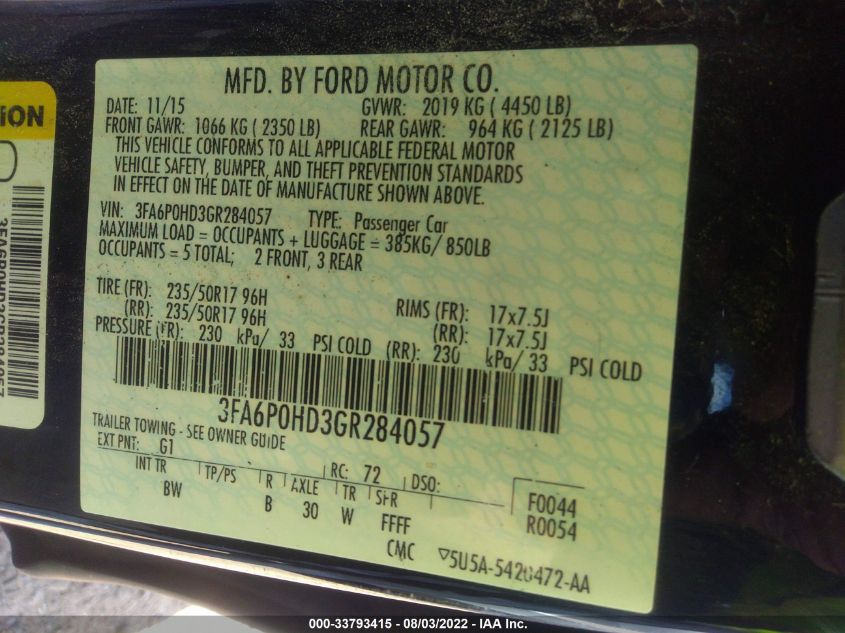 MFD. BY FORD MOTOR CO.
DATE: 11/15 GVWR: 2019 KG ( 4450 LB)
FRONT GAWR: 1066 KG ( 2350 LB) REAR GAWR: 964 KG ( 2125 LB)
THIS VEHICLE CONFORMS TO ALL APPLICABLE FEDERAL MOTOR
VEHICLE SAFETY, BUMPER, AND THEFT PREVENTION STANDARDS
IN EFFECT ON THE DATE OF MANUFACTURE SHOWN ABOVE.
VIN: 3FA6P0HD3GR284057 TYPE: Passenger Car
MAXIMUM LOAD = OCCUPANTS + LUGGAGE = 385KG/ 850LB
OCCUPANTS = 5 TOTAL; 2 FRONT, 3 REAR
TIRE (FR): 235/50R17 96H RIMS (FR): 17x7.5J
(RR): 235/50R17 96H (RR): 17x7.5J
PRESSURE (FR): 230 kPa/ 33 PSI COLD (RR): 230 kPa/ 33 PSI COLD
3FA6P0HD3GR284057
TRAILER TOWING - SEE OWNER GUIDE
EXT PNT: G1 RC: 72 DSO: F0044
INT TR TP/PS R AXLE TR SPR R0054
BW B 30 W FFFF
CMC ▽5U5A-5420472-AA
ION
3FA6P0HD3GR284057
000-33793415 - 08/03/2022 - IAA Inc.